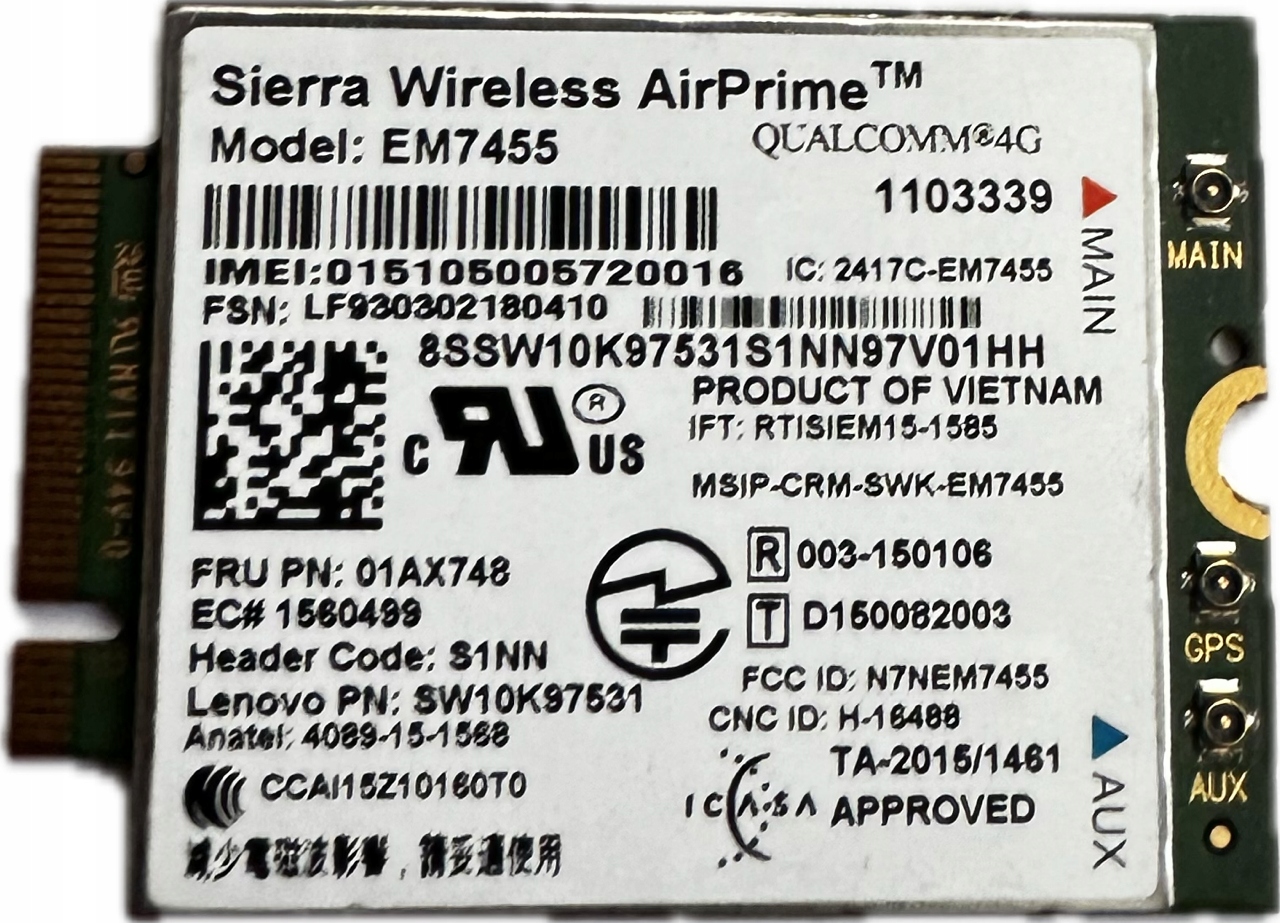 Sierra Wireless AirPrime™
Model: EM7455
QUALCOMM®4G
1103339
IMEI:015105005720016
IC: 2417C-EM7455
FSN: LF930302180410
8SSW10K97531S1NN97V01HH
PRODUCT OF VIETNAM
IFT: RTISIEM15-1585
C RU ® US
MSIP-CRM-SWK-EM7455
R 003-150106
T D150082003
FRU PN: 01AX748
EC# 1560499
Header Code: S1NN
Lenovo PN: SW10K97531
Anatel: 4089-15-1568
FCC ID: N7NEM7455
CNC ID: H-16488
CCAI15Z10160T0
ICASA
TA-2015/1461
APPROVED
減少電磁波影響，請妥適使用
MAIN
AUX
MAIN
GPS
AUX